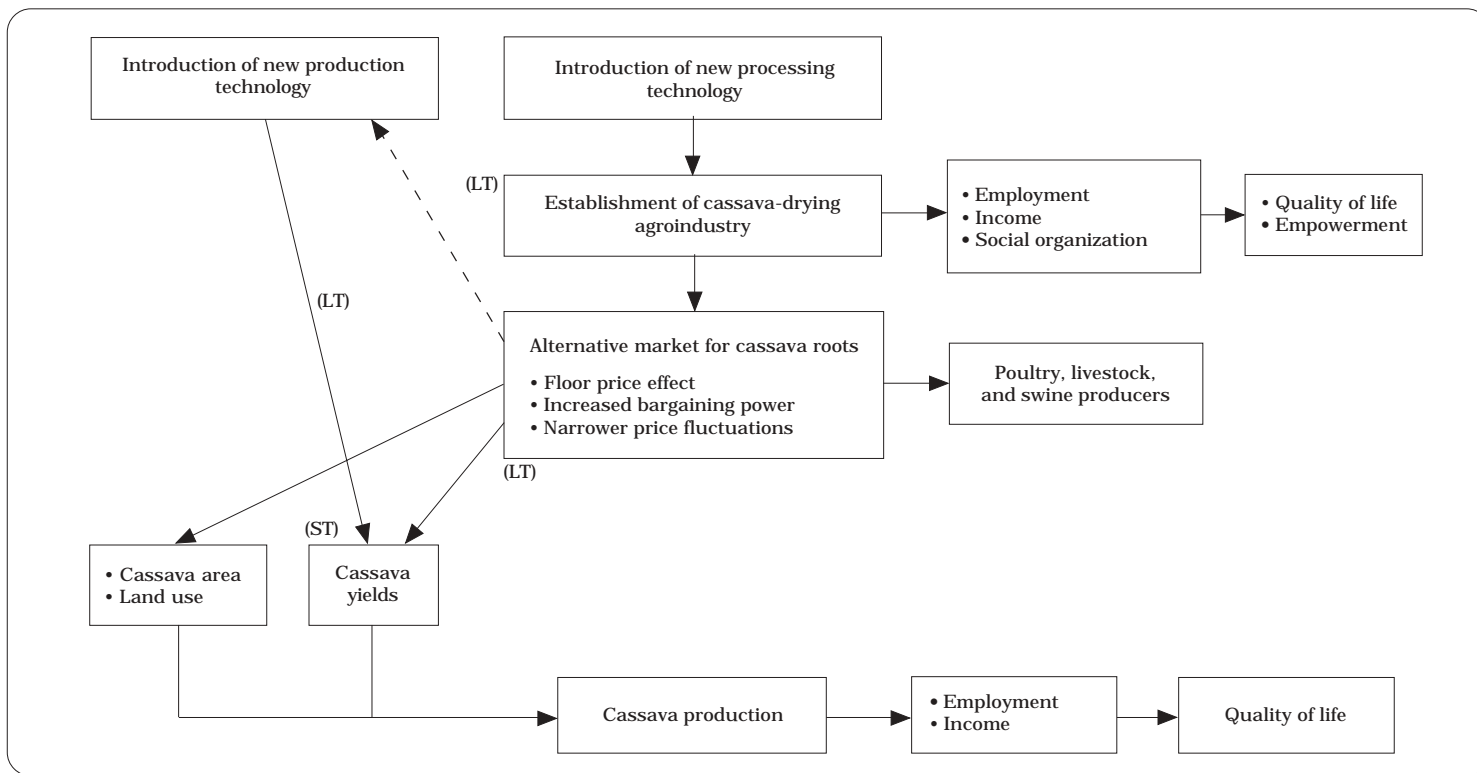 Introduction of new production
technology
Introduction of new processing
technology
(LT)
Establishment of cassava-drying
agroindustry
• Employment
• Income
• Social organization
• Quality of life
• Empowerment
(LT)
Alternative market for cassava roots
• Floor price effect
• Increased bargaining power
• Narrower price fluctuations
Poultry, livestock,
and swine producers
(LT)
(ST)
• Cassava area
• Land use
Cassava
yields
Cassava production
• Employment
• Income
Quality of life